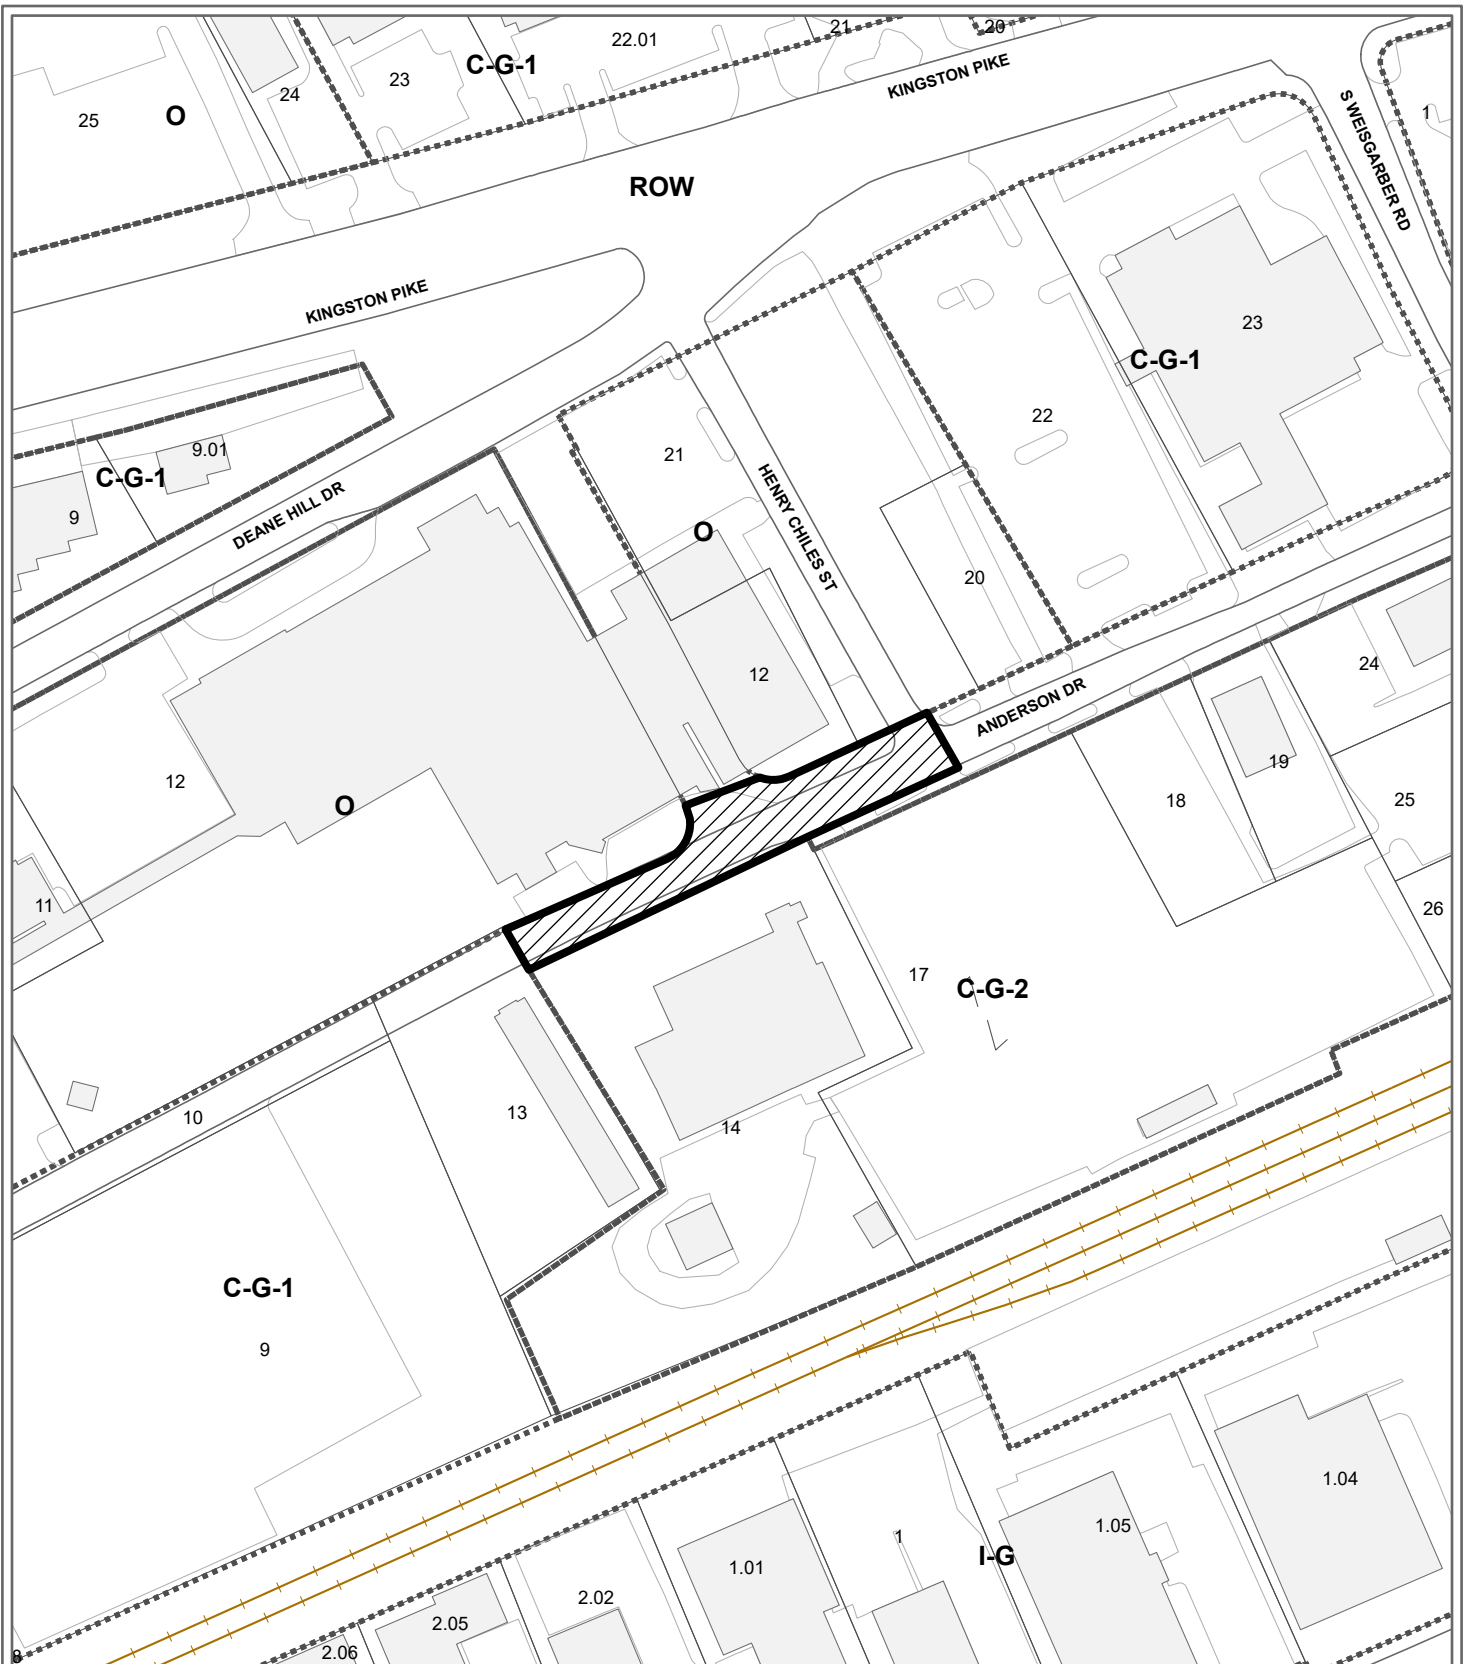 21
20
22.01
C-G-1
23
24
25
O
KINGSTON PIKE
S WEISGARBER RD
1
ROW
KINGSTON PIKE
23
C-G-1
22
9.01
C-G-1
9
DEANE HILL DR
21
O
HENRY CHILES ST
20
12
ANDERSON DR
24
19
18
25
12
O
11
26
17
C-G-2
10
13
14
C-G-1
9
1.04
1.05
1
I-G
1.01
2.02
2.05
2.06
8